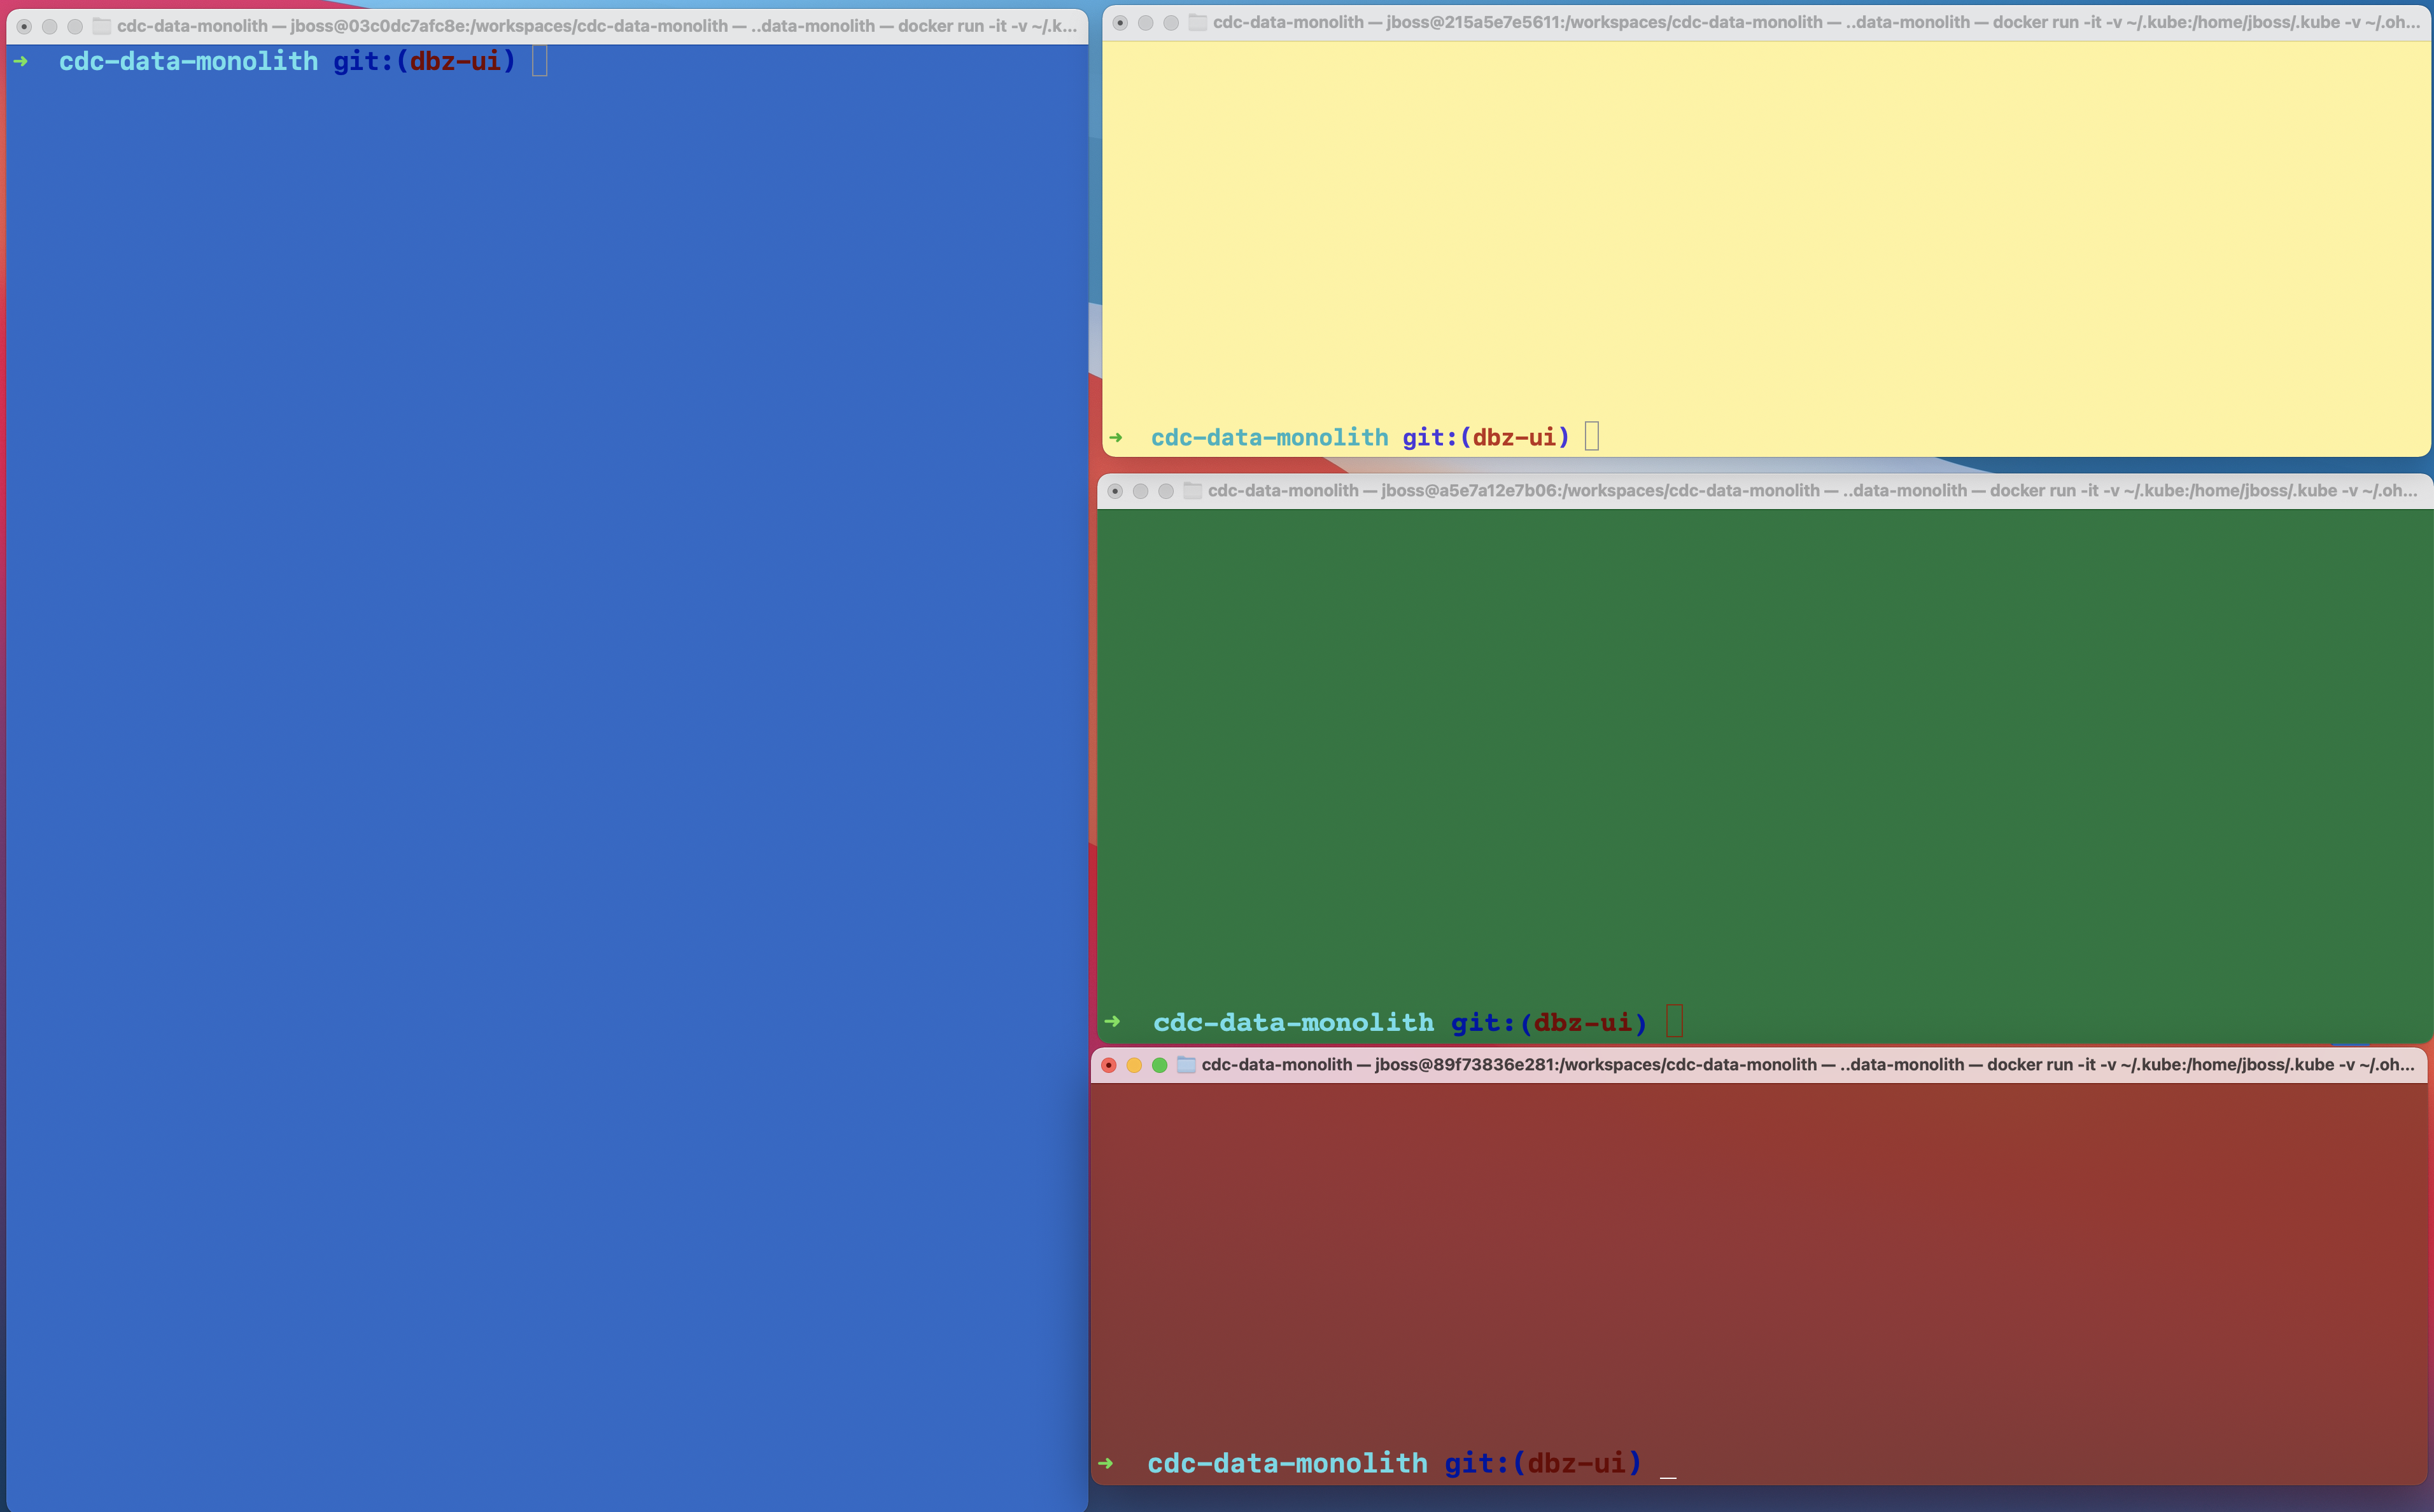 cdc-data-monolith — jboss@03c0dc7afc8e:/workspaces/cdc-data-monolith — ..data-monolith — docker run -it -v ~/.k...
➜ cdc-data-monolith git:(dbz-ui)
cdc-data-monolith — jboss@215a5e7e5611:/workspaces/cdc-data-monolith — ..data-monolith — docker run -it -v ~/.kube:/home/jboss/.kube -v ~/.oh...
➜ cdc-data-monolith git:(dbz-ui)
cdc-data-monolith — jboss@a5e7a12e7b06:/workspaces/cdc-data-monolith — ..data-monolith — docker run -it -v ~/.kube:/home/jboss/.kube -v ~/.oh...
➜ cdc-data-monolith git:(dbz-ui)
cdc-data-monolith — jboss@89f73836e281:/workspaces/cdc-data-monolith — ..data-monolith — docker run -it -v ~/.kube:/home/jboss/.kube -v ~/.oh...
➜ cdc-data-monolith git:(dbz-ui) _